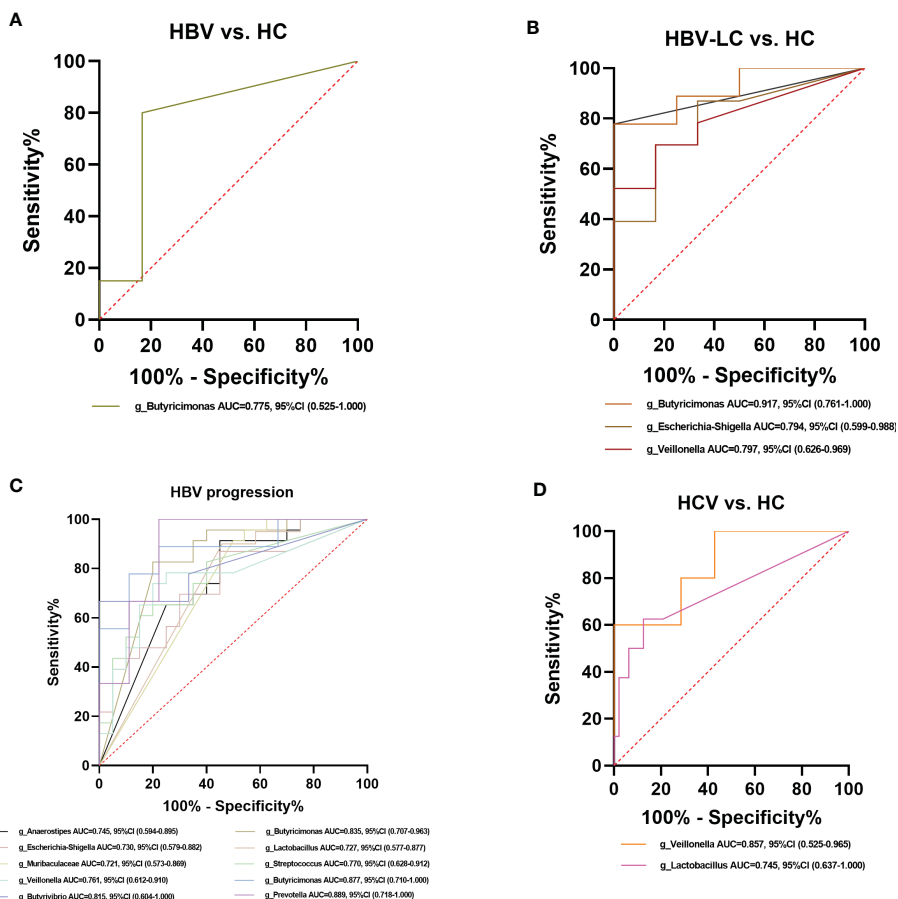 A
HBV vs. HC
100
80
60
40
20
0
Sensitivity%
0 20 40 60 80 100
100% - Specificity%
g_Butyricimonas AUC=0.775, 95%CI (0.525-1.000)
B
HBV-LC vs. HC
100
80
60
40
20
0
Sensitivity%
0 20 40 60 80 100
100% - Specificity%
g_Butyricimonas AUC=0.917, 95%CI (0.761-1.000)
g_Escherichia-Shigella AUC=0.794, 95%CI (0.599-0.988)
g_Veillonella AUC=0.797, 95%CI (0.626-0.969)
C
HBV progression
100
80
60
40
20
0
Sensitivity%
0 20 40 60 80 100
100% - Specificity%
g_Anaerostipes AUC=0.745, 95%CI (0.594-0.895)
g_Escherichia-Shigella AUC=0.730, 95%CI (0.579-0.882)
g_Muribaculaceae AUC=0.721, 95%CI (0.573-0.869)
g_Veillonella AUC=0.761, 95%CI (0.612-0.910)
g_Butyrivibrio AUC=0.815, 95%CI (0.604-1.000)
g_Butyricimonas AUC=0.835, 95%CI (0.707-0.963)
g_Lactobacillus AUC=0.727, 95%CI (0.577-0.877)
g_Streptococcus AUC=0.770, 95%CI (0.628-0.912)
g_Butyricimonas AUC=0.877, 95%CI (0.710-1.000)
g_Prevotella AUC=0.889, 95%CI (0.718-1.000)
D
HCV vs. HC
100
80
60
40
20
0
Sensitivity%
0 20 40 60 80 100
100% - Specificity%
g_Veillonella AUC=0.857, 95%CI (0.525-0.965)
g_Lactobacillus AUC=0.745, 95%CI (0.637-1.000)